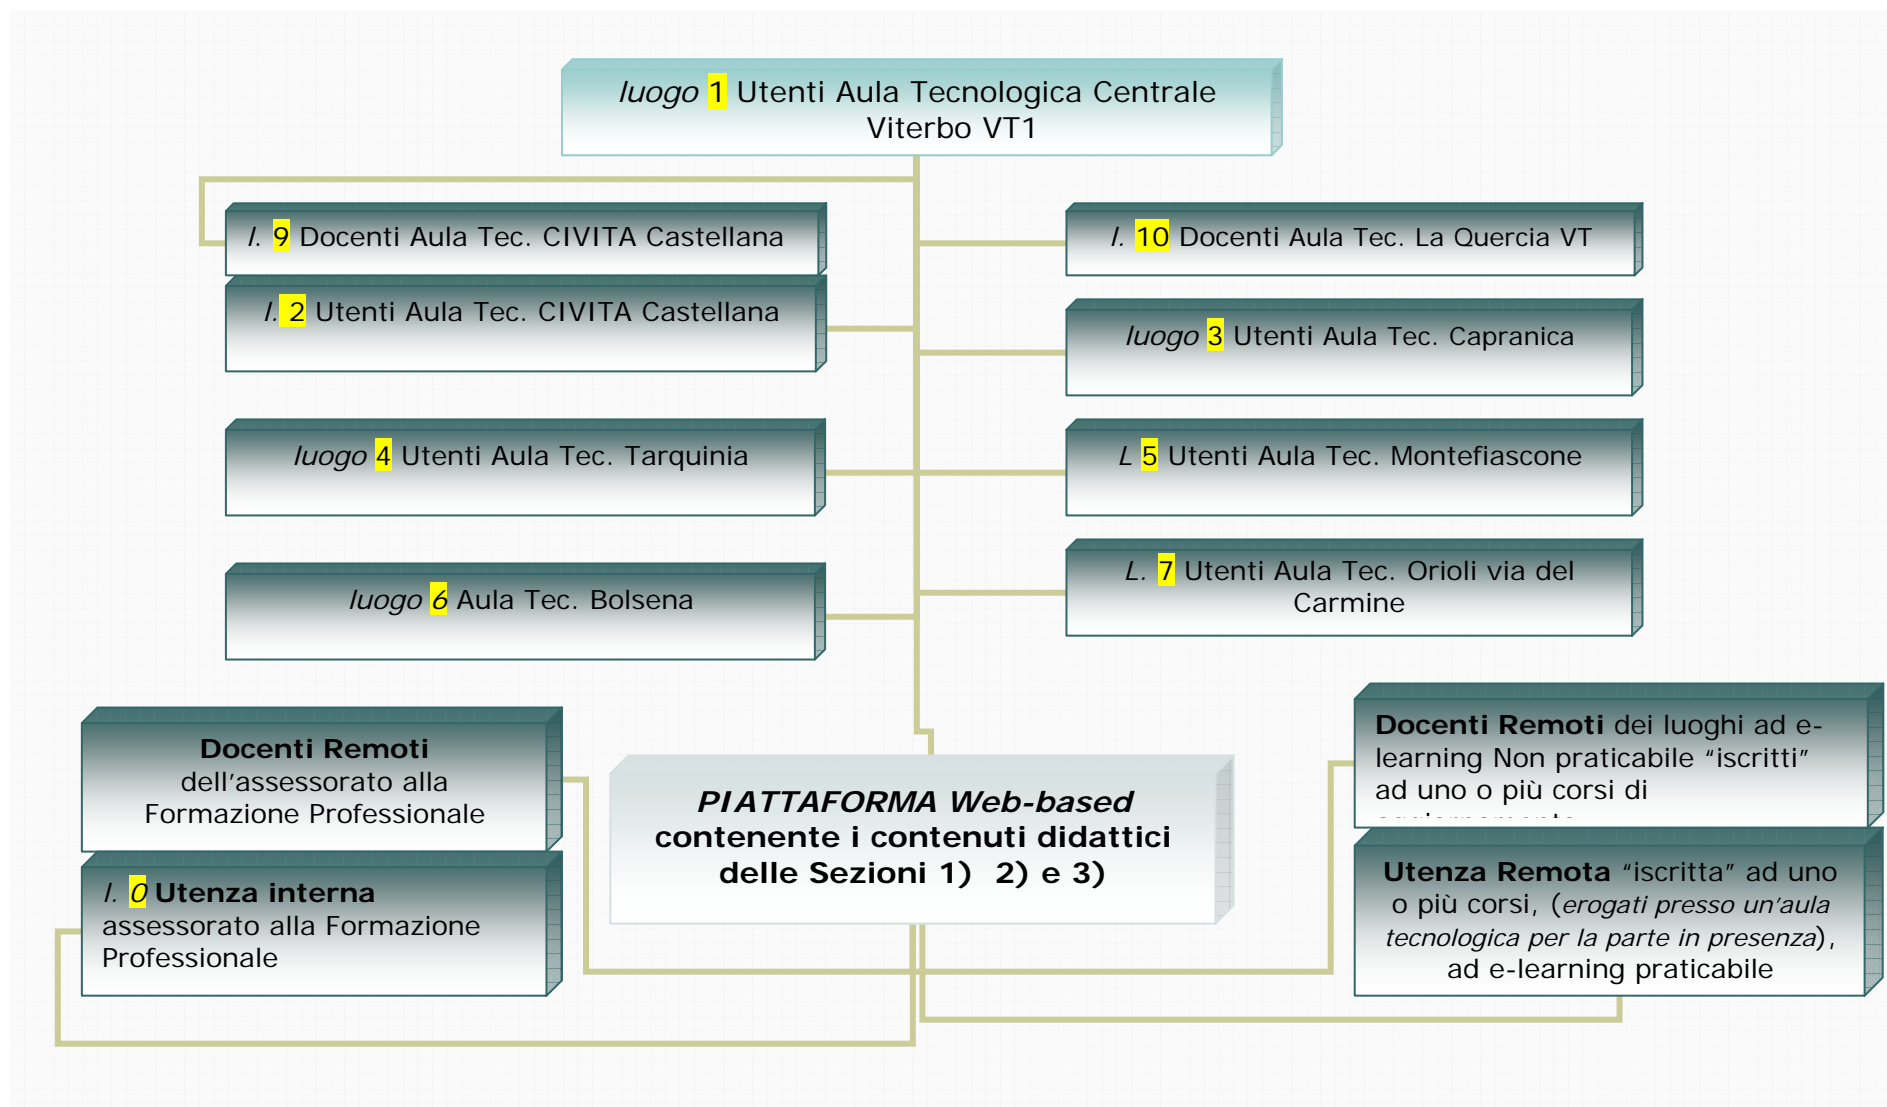 luogo 1 Utenti Aula Tecnologica Centrale
Viterbo VT1
l. 9 Docenti Aula Tec. CIVITA Castellana
l. 10 Docenti Aula Tec. La Quercia VT
l. 2 Utenti Aula Tec. CIVITA Castellana
luogo 3 Utenti Aula Tec. Capranica
luogo 4 Utenti Aula Tec. Tarquinia
L 5 Utenti Aula Tec. Montefiascone
luogo 6 Aula Tec. Bolsena
L. 7 Utenti Aula Tec. Orioli via del
Carmine
Docenti Remoti
dell’assessorato alla
Formazione Professionale
l. 0 Utenza interna
assessorato alla Formazione
Professionale
PIATTAFORMA Web-based
contenente i contenuti didattici
delle Sezioni 1) 2) e 3)
Docenti Remoti dei luoghi ad e-
learning Non praticabile “iscritti”
ad uno o più corsi di
Utenza Remota “iscritta” ad uno
o più corsi, (erogati presso un’aula
tecnologica per la parte in presenza),
ad e-learning praticabile